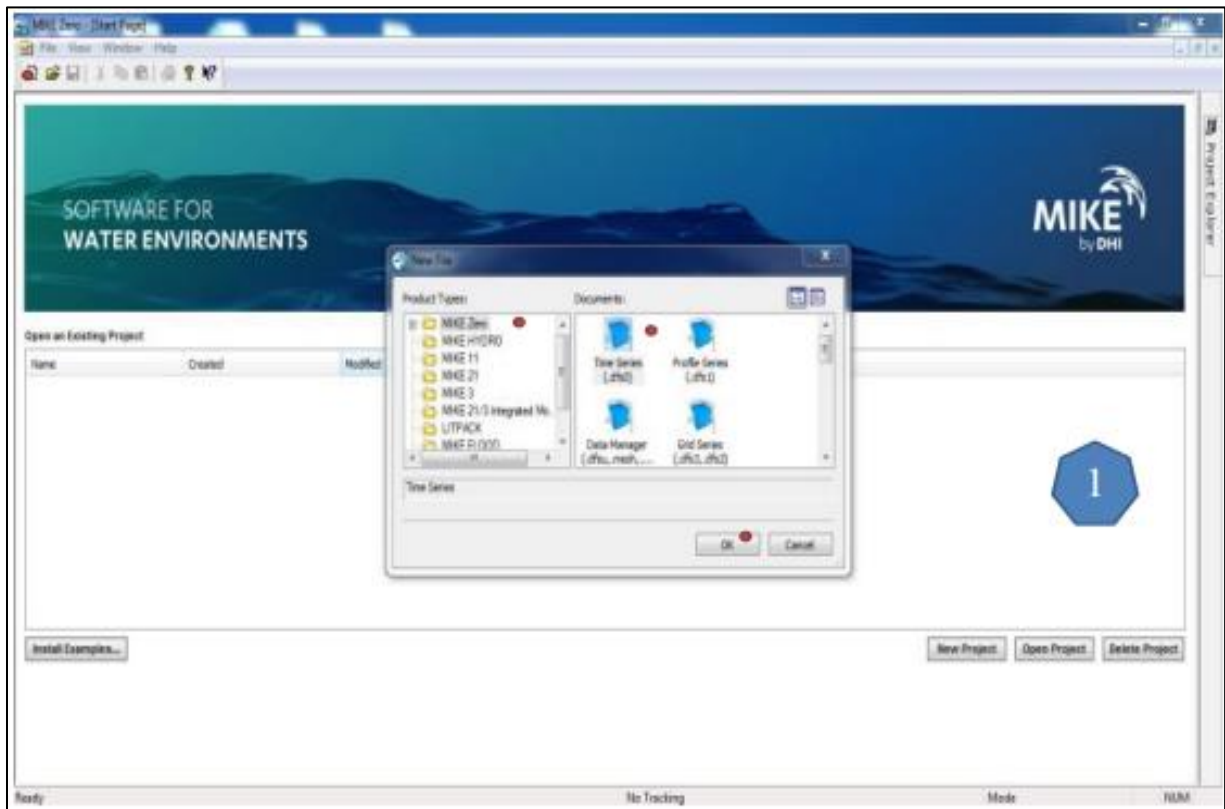 MIKE Zero - [Start Page]
File View Window Help
Project Explorer
SOFTWARE FOR
WATER ENVIRONMENTS
MIKE
by DHI
New File
Product Types:
Documents:
MIKE Zero
MIKE HYDRO
MIKE 11
MIKE 21
MIKE 3
MIKE 21/3 Integrated Mo
LITPACK
MIKE FLOOD
Time Series
(.dfs0)
Profile Series
(.dfs1)
Data Manager
(.dfsu, mesh, ...
Grid Series
(.dfs3, .dfs2)
Time Series
OK
Cancel
Open an Existing Project
Name
Created
Modified
1
Install Examples...
New Project
Open Project
Delete Project
Ready
No Tracking
Mode
NUM